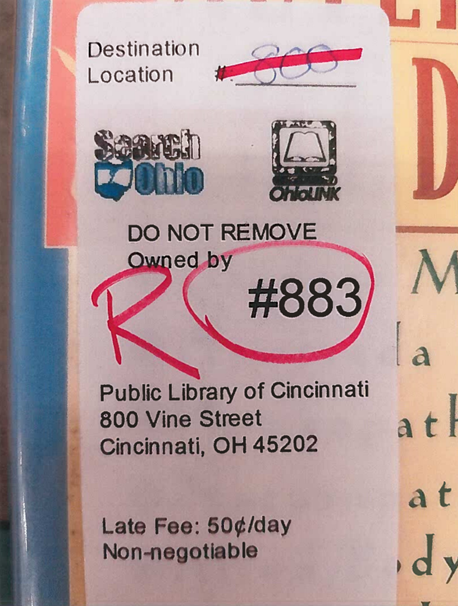 Destination
Location # 800
Search
Ohio
OhioLINK
DO NOT REMOVE
Owned by
R #883
Public Library of Cincinnati
800 Vine Street
Cincinnati, OH 45202
Late Fee: 50¢/day
Non-negotiable
D
M
a
at